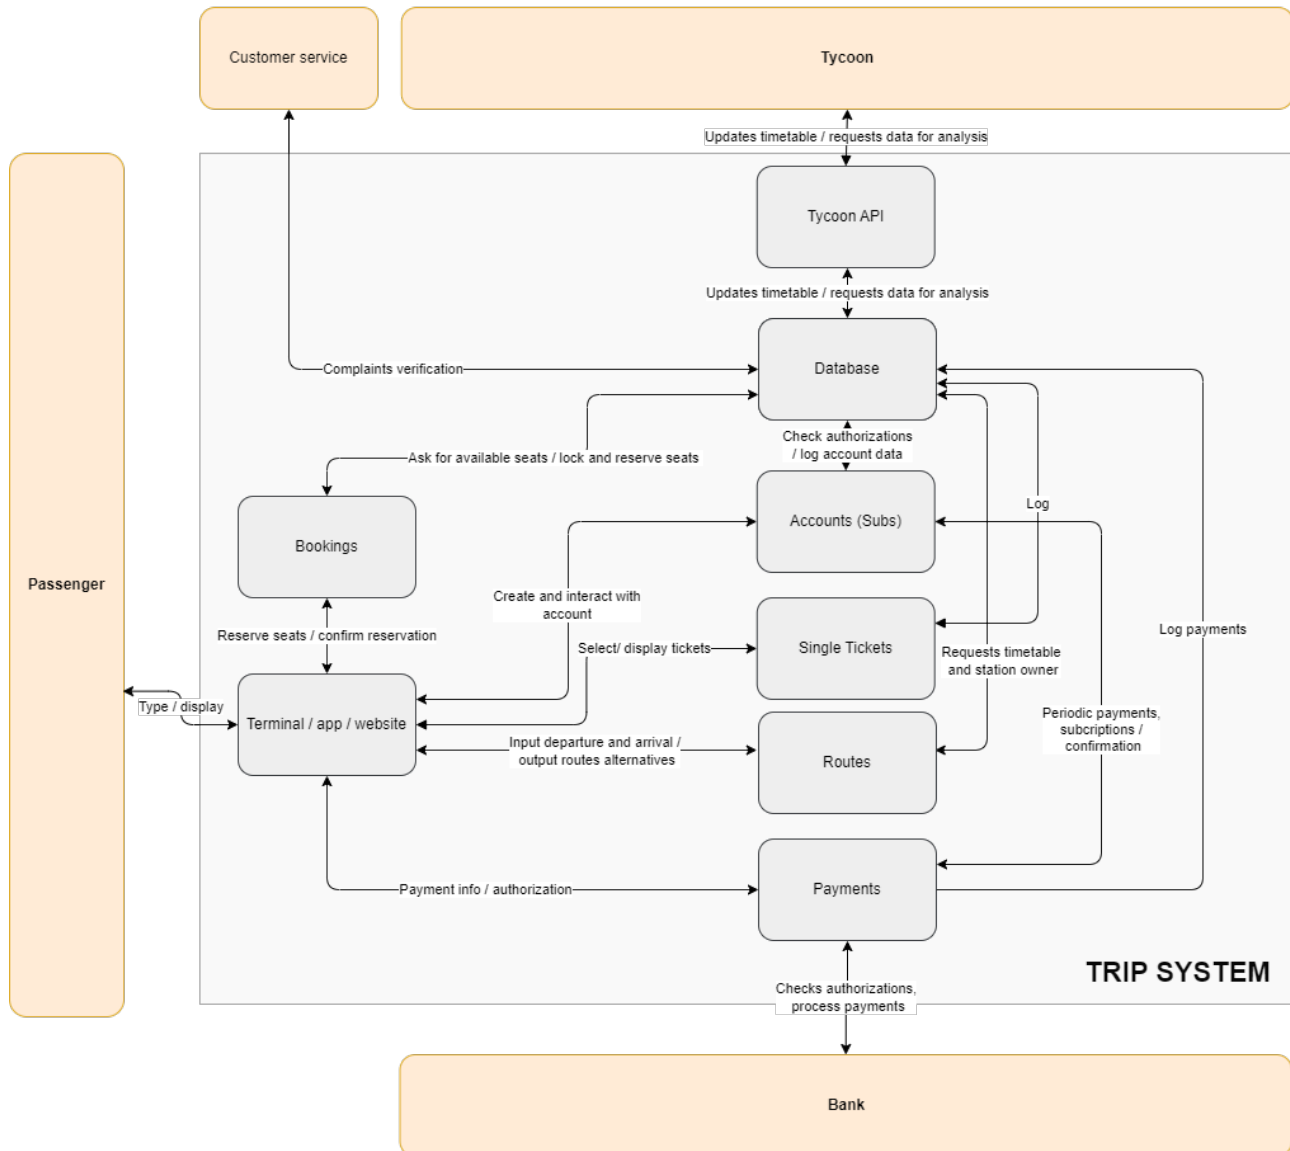 Customer service
Tycoon
Updates timetable / requests data for analysis
Tycoon API
Updates timetable / requests data for analysis
Complaints verification
Database
Check authorizations
/ log account data
Ask for available seats / lock and reserve seats
Log
Accounts (Subs)
Bookings
Passenger
Create and interact with
account
Reserve seats / confirm reservation
Log payments
Select/ display tickets
Single Tickets
Requests timetable
and station owner
Type / display
Terminal / app / website
Periodic payments,
subcriptions /
confirmation
Input departure and arrival /
output routes alternatives
Routes
Payment info / authorization
Payments
TRIP SYSTEM
Checks authorizations,
process payments
Bank